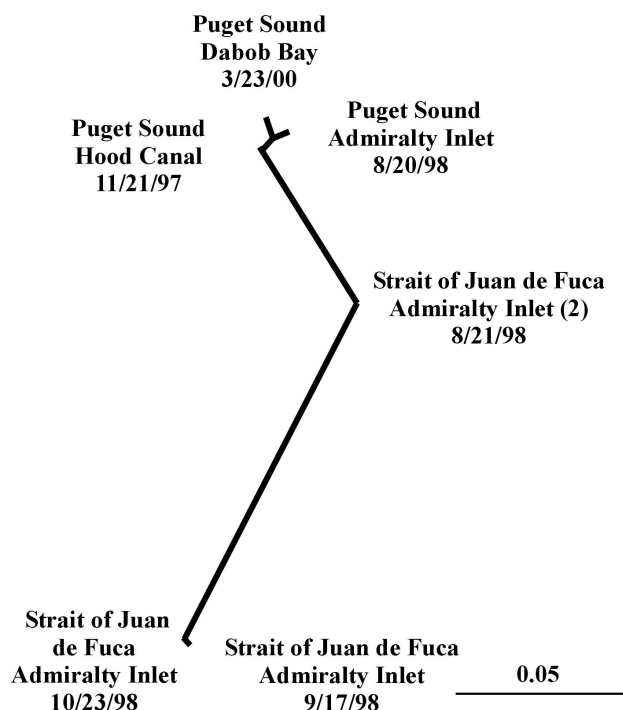 Puget Sound
Dabob Bay
3/23/00
Puget Sound
Hood Canal
11/21/97
Puget Sound
Admiralty Inlet
8/20/98
Strait of Juan de Fuca
Admiralty Inlet (2)
8/21/98
Strait of Juan
de Fuca
Admiralty Inlet
10/23/98
Strait of Juan de Fuca
Admiralty Inlet
9/17/98
0.05